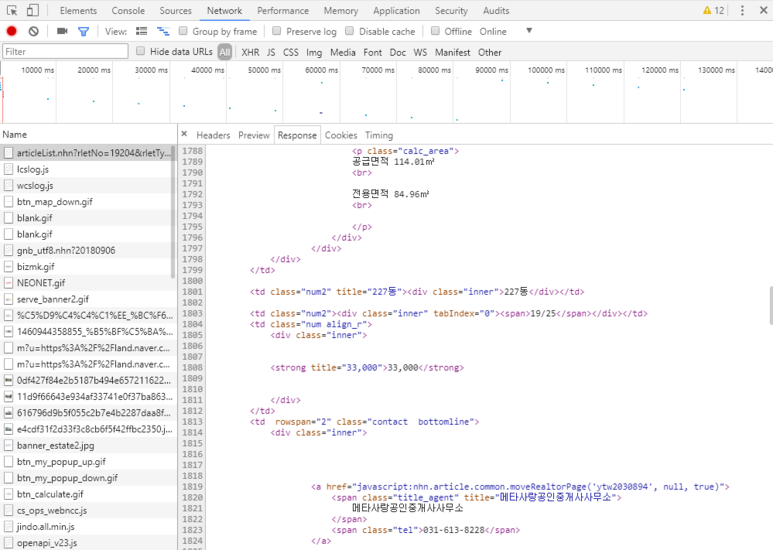 Elements Console Sources Network Performance Memory Application Security Audits 12
View: Group by frame Preserve log Disable cache Offline Online
Filter Hide data URLs All XHR JS CSS Img Media Font Doc WS Manifest Other
10000 ms 20000 ms 30000 ms 40000 ms 50000 ms 60000 ms 70000 ms 80000 ms 90000 ms 100000 ms 110000 ms 120000 ms 130000 ms 14000
Name
articleList.nhn?rletNo=19204&rletTy...
lcslog.js
wcslog.js
btn_map_down.gif
blank.gif
blank.gif
gnb_utf8.nhn?20180906
bizmk.gif
NEONET.gif
serve_banner2.gif
%C5%D9%C4%C4%C1%EE_%BC%F6...
1460944358855_%B5%BF%C5%BA...
m?u=https%3A%2F%2Fland.naver.c...
m?u=https%3A%2F%2Fland.naver.c...
0df427f84e2b5187b494e657211622...
11d9f66643e934af33741e0f37ba863...
616796d9b5f055c2b7e4b2287daa8f...
e4cdf31f2d33f3c8cb6f5f42ffbc2350.j...
banner_estate2.jpg
btn_my_popup_up.gif
btn_my_popup_down.gif
btn_calculate.gif
cs_ops_webncc.js
jindo.all.min.js
openapi_v23.js
Headers Preview Response Cookies Timing
1788 <p class="calc_area">
1789 공급면적 114.01㎡
1790 <br>
1791
1792 전용면적 84.96㎡
1793 <br>
1794
1795 </p>
1796 </div>
1797 </div>
1798 </div>
1799 </td>
1800
1801 <td class="num2" title="227동"><div class="inner">227동</div></td>
1802
1803 <td class="num2"><div class="inner" tabIndex="0"><span>19/25</span></div></td>
1804 <td class="num align_r">
1805 <div class="inner">
1806
1807
1808 <strong title="33,000">33,000</strong>
1809
1810
1811 </div>
1812 </td>
1813 <td  rowspan="2" class="contact  bottomline">
1814 <div class="inner">
1815
1816
1817
1818
1819 <a href="javascript:nhn.article.common.moveRealtorPage('ytw2030894', null, true)">
1820 <span class="title_agent" title="메타사랑공인중개사사무소">
1821 메타사랑공인중개사사무소
1822 </span>
1823 <span class="tel">031-613-8228</span>
1824 </a>